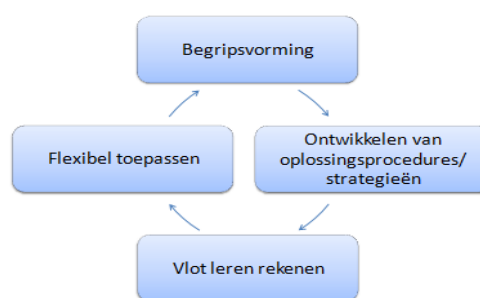 Begripsvorming
Ontwikkelen van
oplossingsprocedures/
strategieën
Vlot leren rekenen
Flexibel toepassen